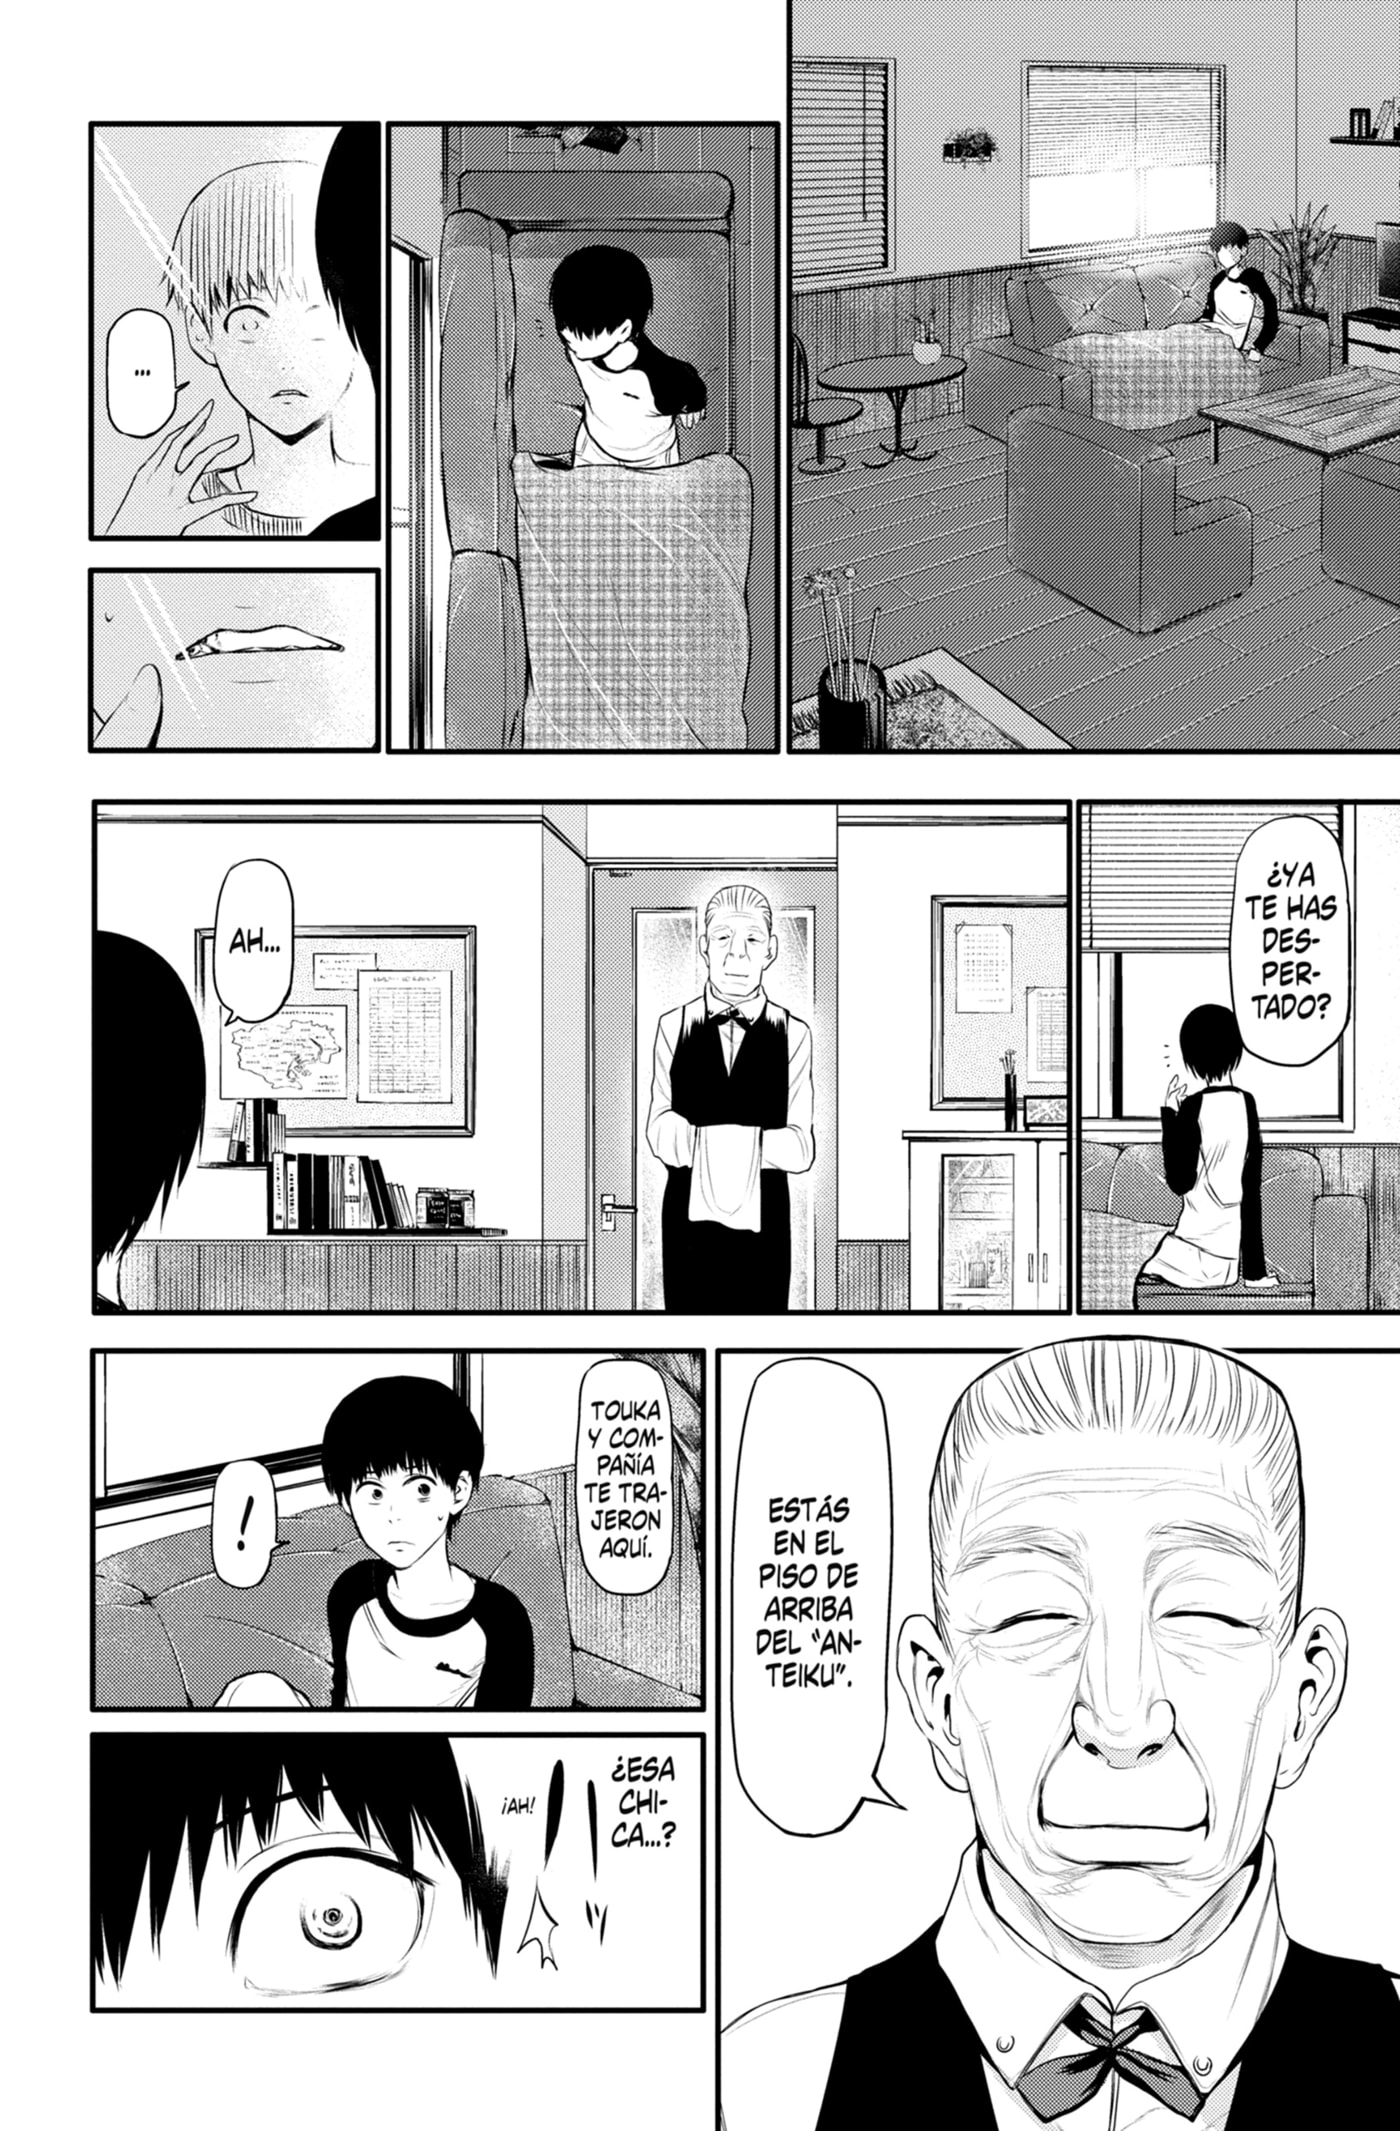 ...
¿YA
TE HAS
DES-
PER-
TADO?
AH...
ESTÁS
EN EL
PISO DE
ARRIBA
DEL "AN-
TEIKU".
TOUKA
Y COM-
PAÑÍA
TE TRA-
JERON
AQUÍ.
!
¿ESA
CHI-
CA...?
¡AH!